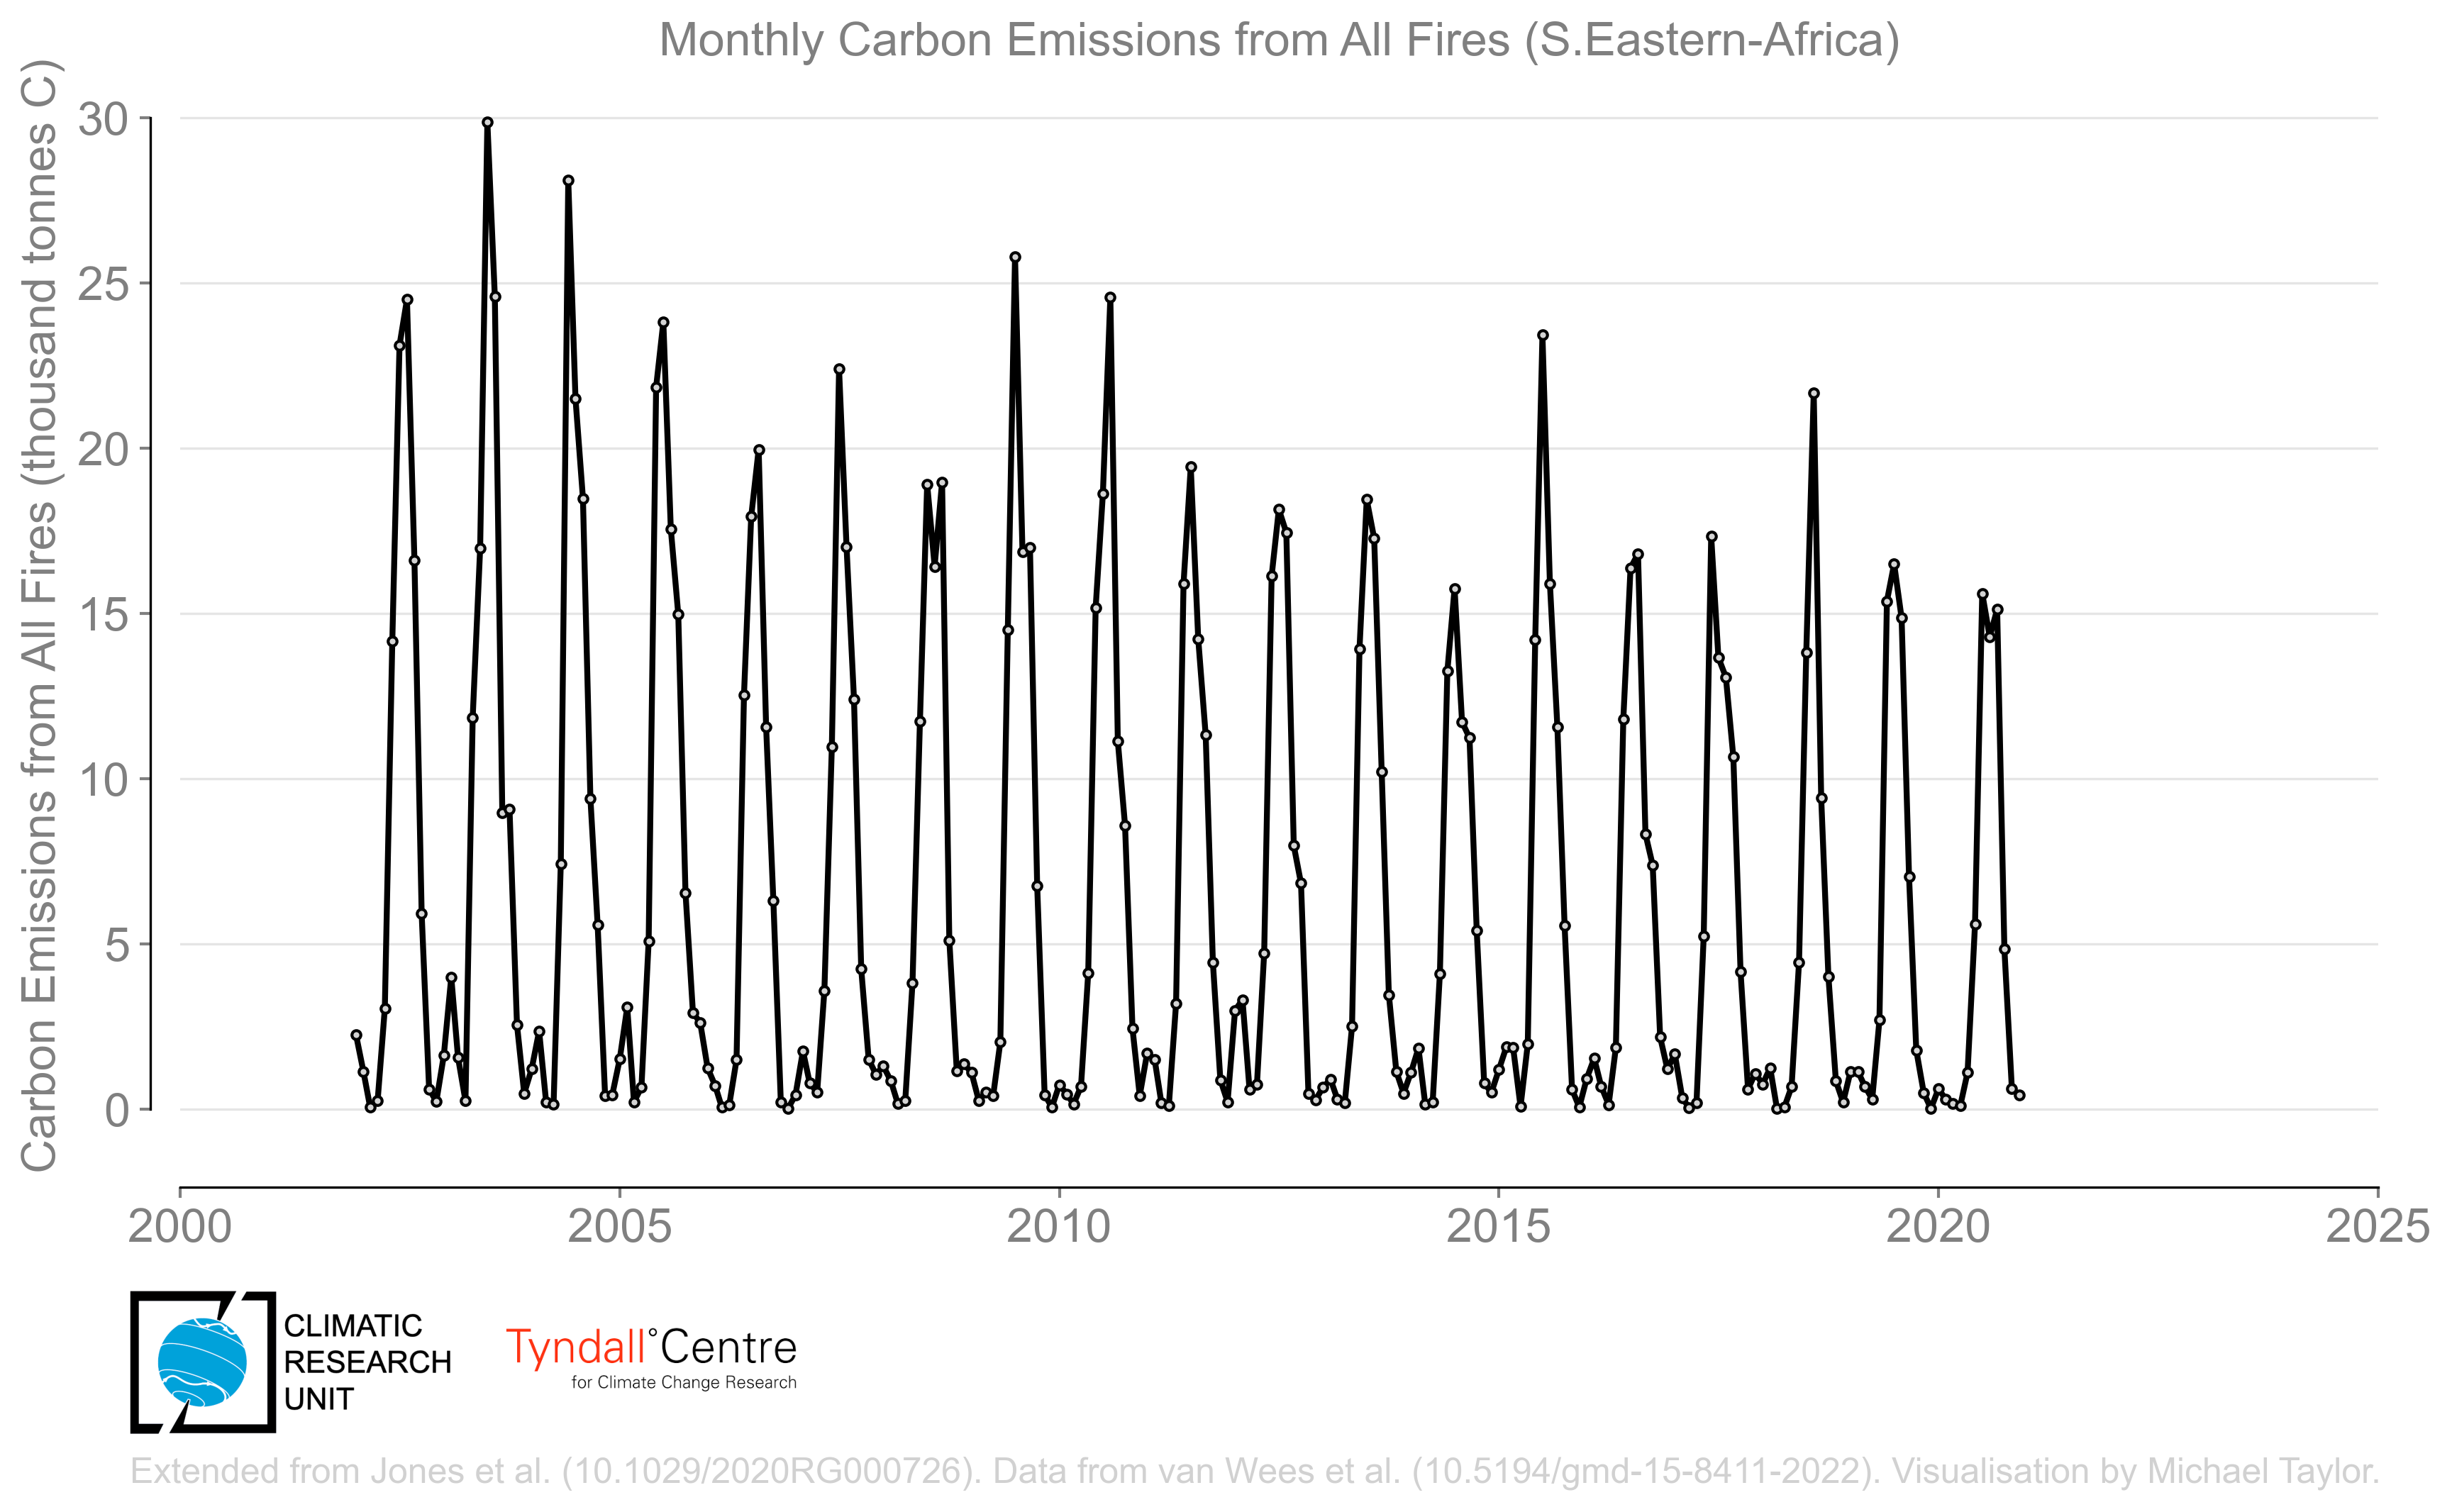 Monthly Carbon Emissions from All Fires (S.Eastern-Africa)
Carbon Emissions from All Fires (thousand tonnes C)
30
25
20
15
10
5
0
2000 2005 2010 2015 2020 2025
CLIMATIC
RESEARCH
UNIT
Tyndall°Centre
for Climate Change Research
Extended from Jones et al. (10.1029/2020RG000726). Data from van Wees et al. (10.5194/gmd-15-8411-2022). Visualisation by Michael Taylor.